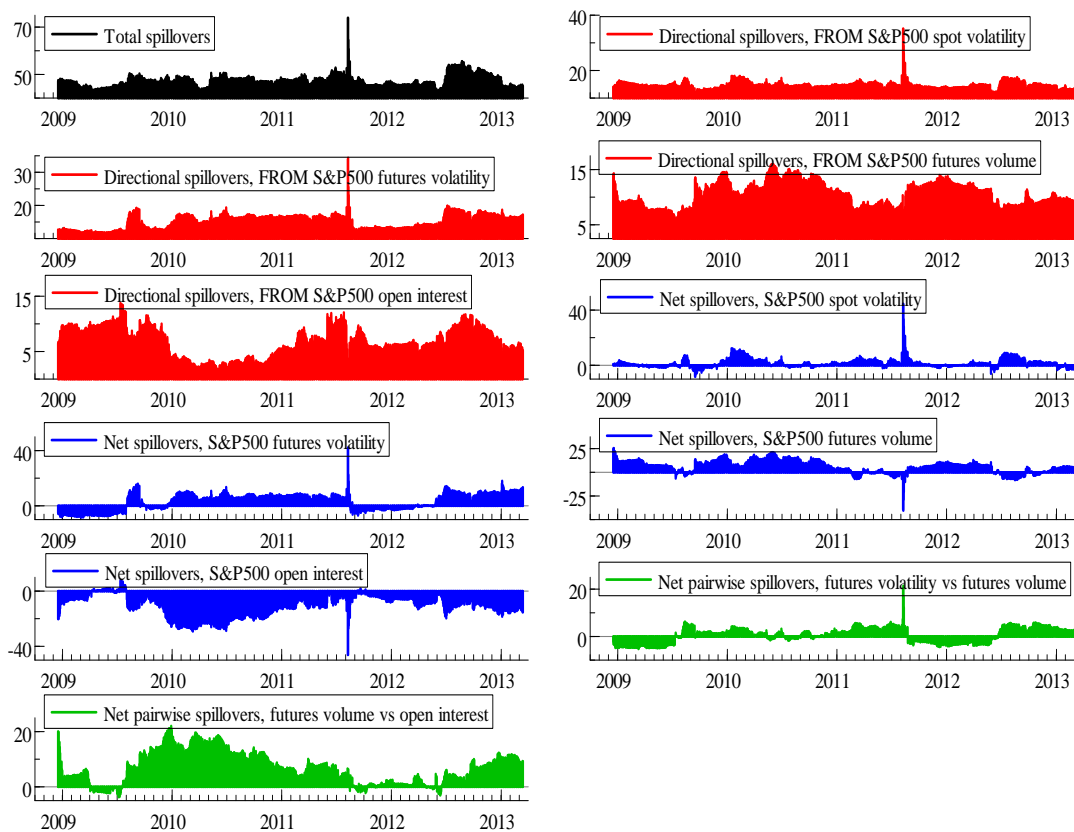 70
50
Total spillovers
2009 2010 2011 2012 2013
40
20
Directional spillovers, FROM S&P500 spot volatility
2009 2010 2011 2012 2013
30
20
Directional spillovers, FROM S&P500 futures volatility
2009 2010 2011 2012 2013
15
5
Directional spillovers, FROM S&P500 futures volume
2009 2010 2011 2012 2013
15
5
Directional spillovers, FROM S&P500 open interest
2009 2010 2011 2012 2013
40
0
Net spillovers, S&P500 spot volatility
2009 2010 2011 2012 2013
40
0
Net spillovers, S&P500 futures volatility
2009 2010 2011 2012 2013
25
-25
Net spillovers, S&P500 futures volume
2009 2010 2011 2012 2013
0
-40
Net spillovers, S&P500 open interest
2009 2010 2011 2012 2013
20
0
Net pairwise spillovers, futures volatility vs futures volume
2009 2010 2011 2012 2013
20
0
Net pairwise spillovers, futures volume vs open interest
2009 2010 2011 2012 2013